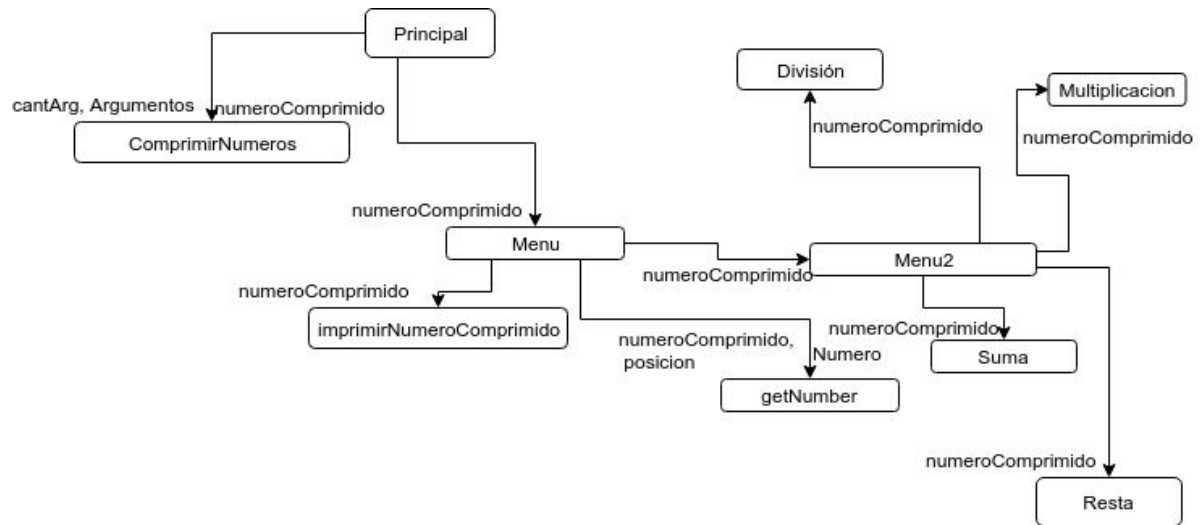 Principal
División
Multiplicacion
cantArg, Argumentos
numeroComprimido
ComprimirNumeros
numeroComprimido
numeroComprimido
numeroComprimido
Menu
numeroComprimido
Menu2
numeroComprimido
imprimirNumeroComprimido
numeroComprimido,
posicion
Numero
getNumber
numeroComprimido
Suma
numeroComprimido
Resta